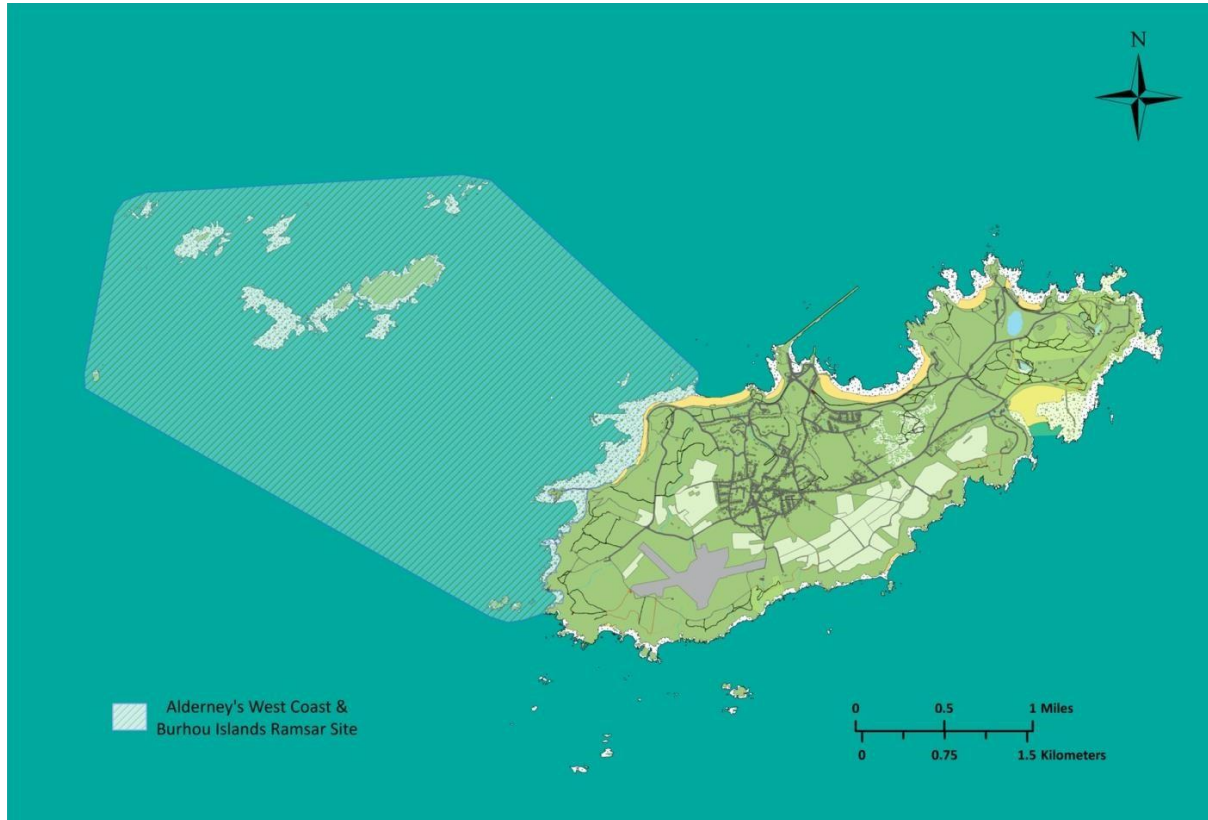 N
Alderney's West Coast &
Burhou Islands Ramsar Site
0 0.5 1 Miles
0 0.75 1.5 Kilometers